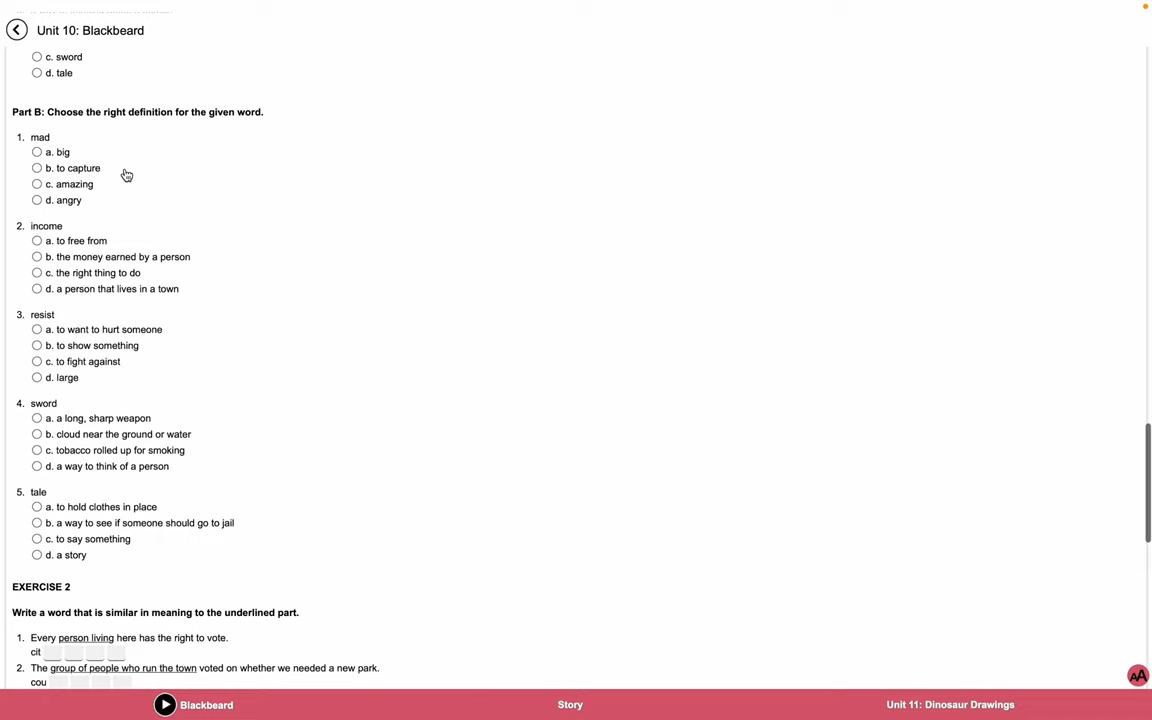 Unit 10: Blackbeard
c. sword
d. tale
Part B: Choose the right definition for the given word.
1. mad
a. big
b. to capture
c. amazing
d. angry
2. income
a. to free from
b. the money earned by a person
c. the right thing to do
d. a person that lives in a town
3. resist
a. to want to hurt someone
b. to show something
c. to fight against
d. large
4. sword
a. a long, sharp weapon
b. cloud near the ground or water
c. tobacco rolled up for smoking
d. a way to think of a person
5. tale
a. to hold clothes in place
b. a way to see if someone should go to jail
c. to say something
d. a story
EXERCISE 2
Write a word that is similar in meaning to the underlined part.
1. Every person living here has the right to vote.
cit
2. The group of people who run the town voted on whether we needed a new park.
cou
AA
Blackbeard
Story
Unit 11: Dinosaur Drawings